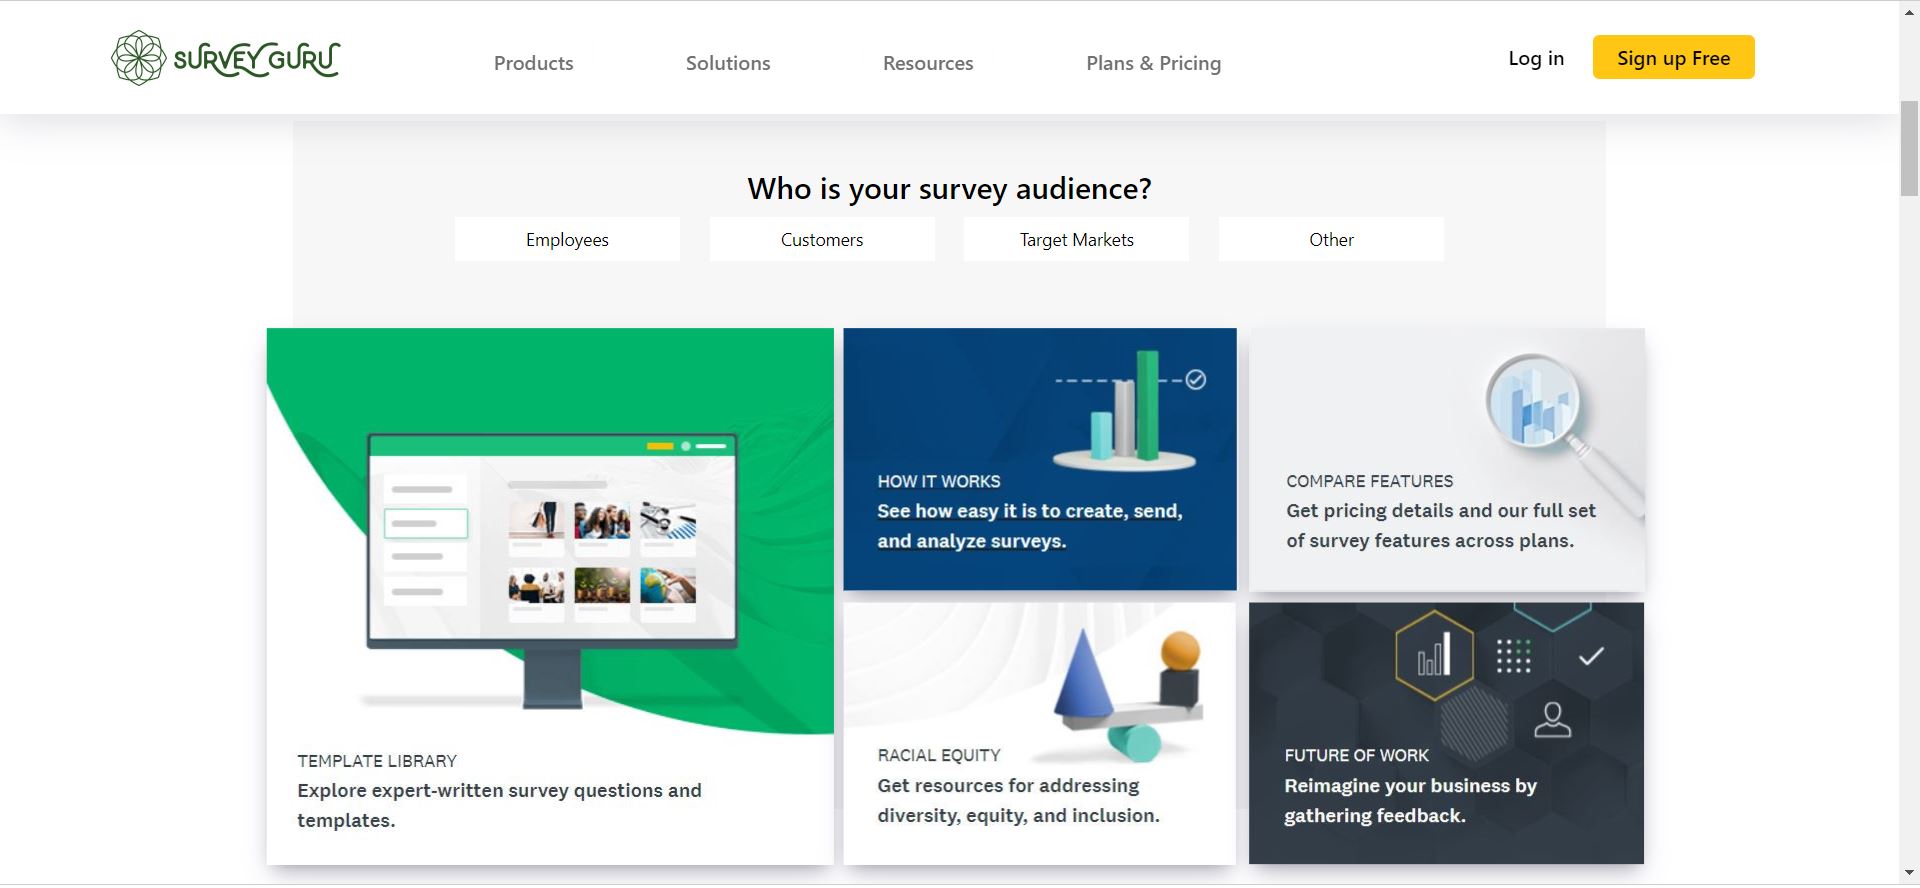 SURVEY GURU
Products
Solutions
Resources
Plans & Pricing
Log in
Sign up Free
Who is your survey audience?
Employees
Customers
Target Markets
Other
TEMPLATE LIBRARY
Explore expert-written survey questions and
templates.
HOW IT WORKS
See how easy it is to create, send,
and analyze surveys.
COMPARE FEATURES
Get pricing details and our full set
of survey features across plans.
RACIAL EQUITY
Get resources for addressing
diversity, equity, and inclusion.
FUTURE OF WORK
Reimagine your business by
gathering feedback.